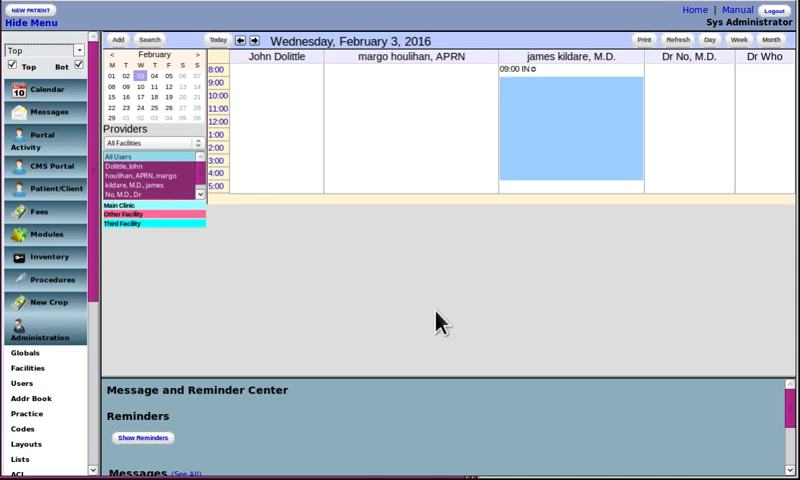 NEW PATIENT
Hide Menu
Home | Manual Logout
Sys Administrator
Top
Top Bot
Calendar
Messages
Portal Activity
CMS Portal
Patient/Client
Fees
Modules
Inventory
Procedures
New Crop
Administration
Globals
Facilities
Users
Addr Book
Practice
Codes
Layouts
Lists
ACL
Add Search Today Wednesday, February 3, 2016 Print Refresh Day Week Month
< February >
M T W T F S S
01 02 03 04 05 06 07
08 09 10 11 12 13 14
15 16 17 18 19 20 21
22 23 24 25 26 27 28
29 01 02 03 04 05 06
Providers
All Facilities
All Users
Dolittle, John
houlihan, APRN, margo
kildare, M.D., james
No, M.D., Dr
Main Clinic
Other Facility
Third Facility
John Dolittle margo houlihan, APRN james kildare, M.D. Dr No, M.D. Dr Who
8:00
9:00
10:00
11:00
12:00
1:00
2:00
3:00
4:00
5:00
09:00 IN
Message and Reminder Center
Reminders
Show Reminders
Messages (See All)